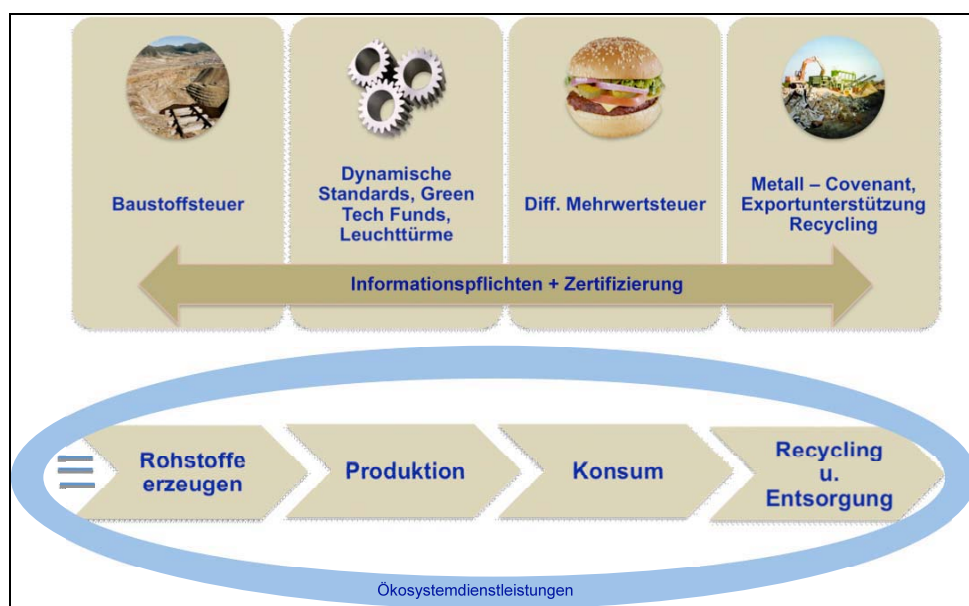 Baustoffsteuer
Dynamische
Standards, Green
Tech Funds,
Leuchttürme
Diff. Mehrwertsteuer
Metall – Covenant,
Exportunterstützung
Recycling
Informationspflichten + Zertifizierung
Rohstoffe
erzeugen
Produktion
Konsum
Recycling
u.
Entsorgung
Ökosystemdienstleistungen